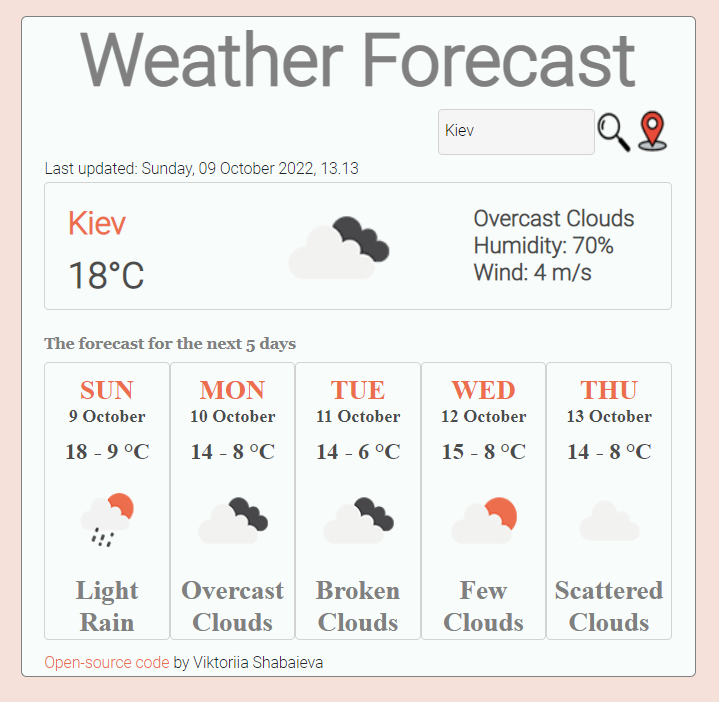 Weather Forecast
Kiev
Last updated: Sunday, 09 October 2022, 13.13
Kiev
18°C
Overcast Clouds
Humidity: 70%
Wind: 4 m/s
The forecast for the next 5 days
SUN
9 October
18 - 9 °C
Light
Rain
MON
10 October
14 - 8 °C
Overcast
Clouds
TUE
11 October
14 - 6 °C
Broken
Clouds
WED
12 October
15 - 8 °C
Few
Clouds
THU
13 October
14 - 8 °C
Scattered
Clouds
Open-source code by Viktoriia Shabaieva